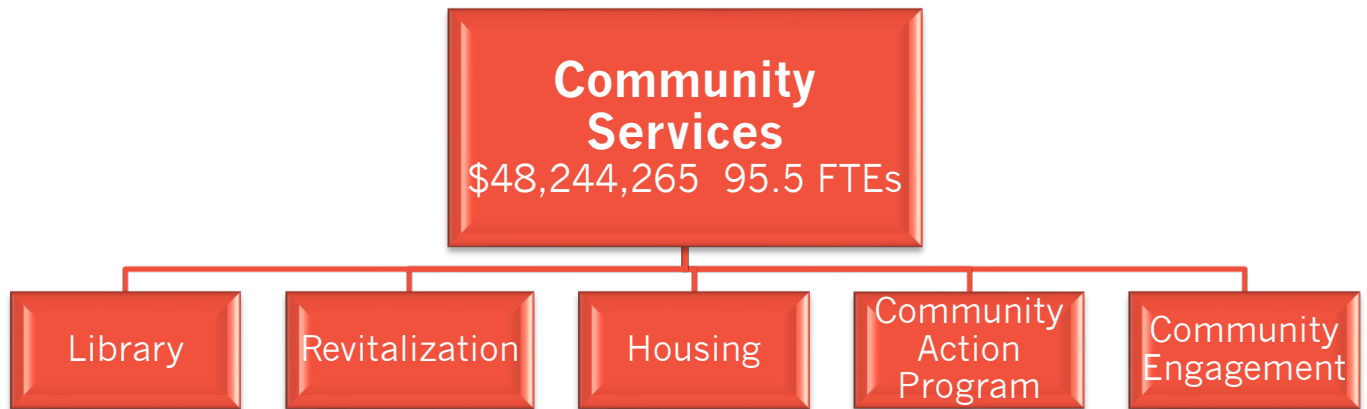 Community
Services
$48,244,265 95.5 FTEs
Library
Revitalization
Housing
Community
Action
Program
Community
Engagement